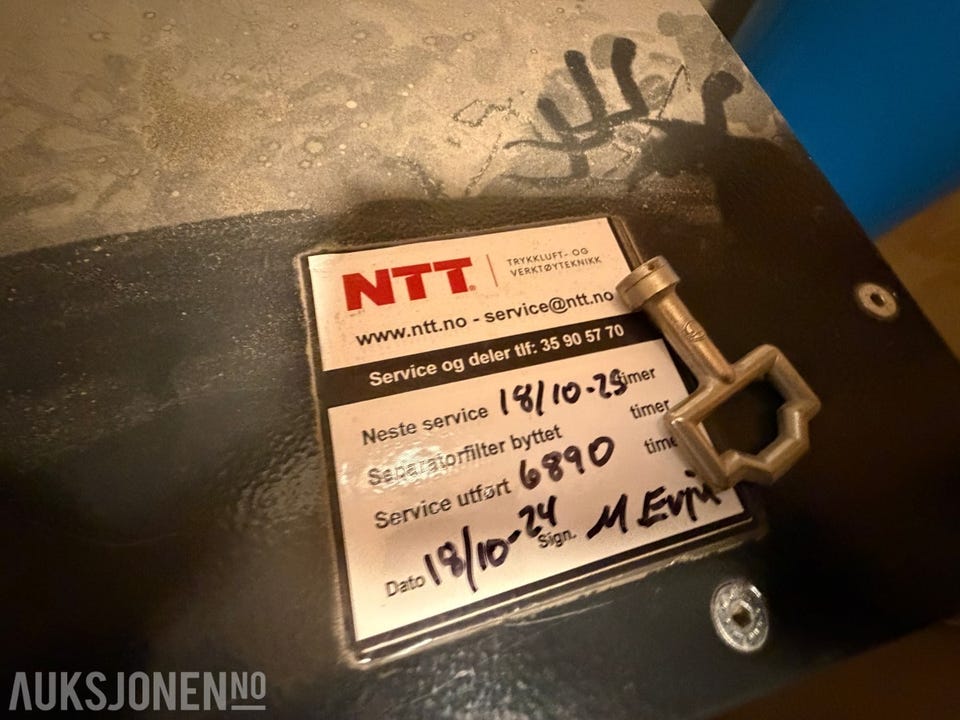 NTT® TRYKKLUFT- OG
VERKTØYTEKNIKK
www.ntt.no - service@ntt.no
Service og deler tlf: 35 90 57 70
Neste service 18/10-25 timer
Separatorfilter byttet timer
Service utført 6890 time
Dato 18/10-24 Sign. M Evju
AUKSJONEN NO